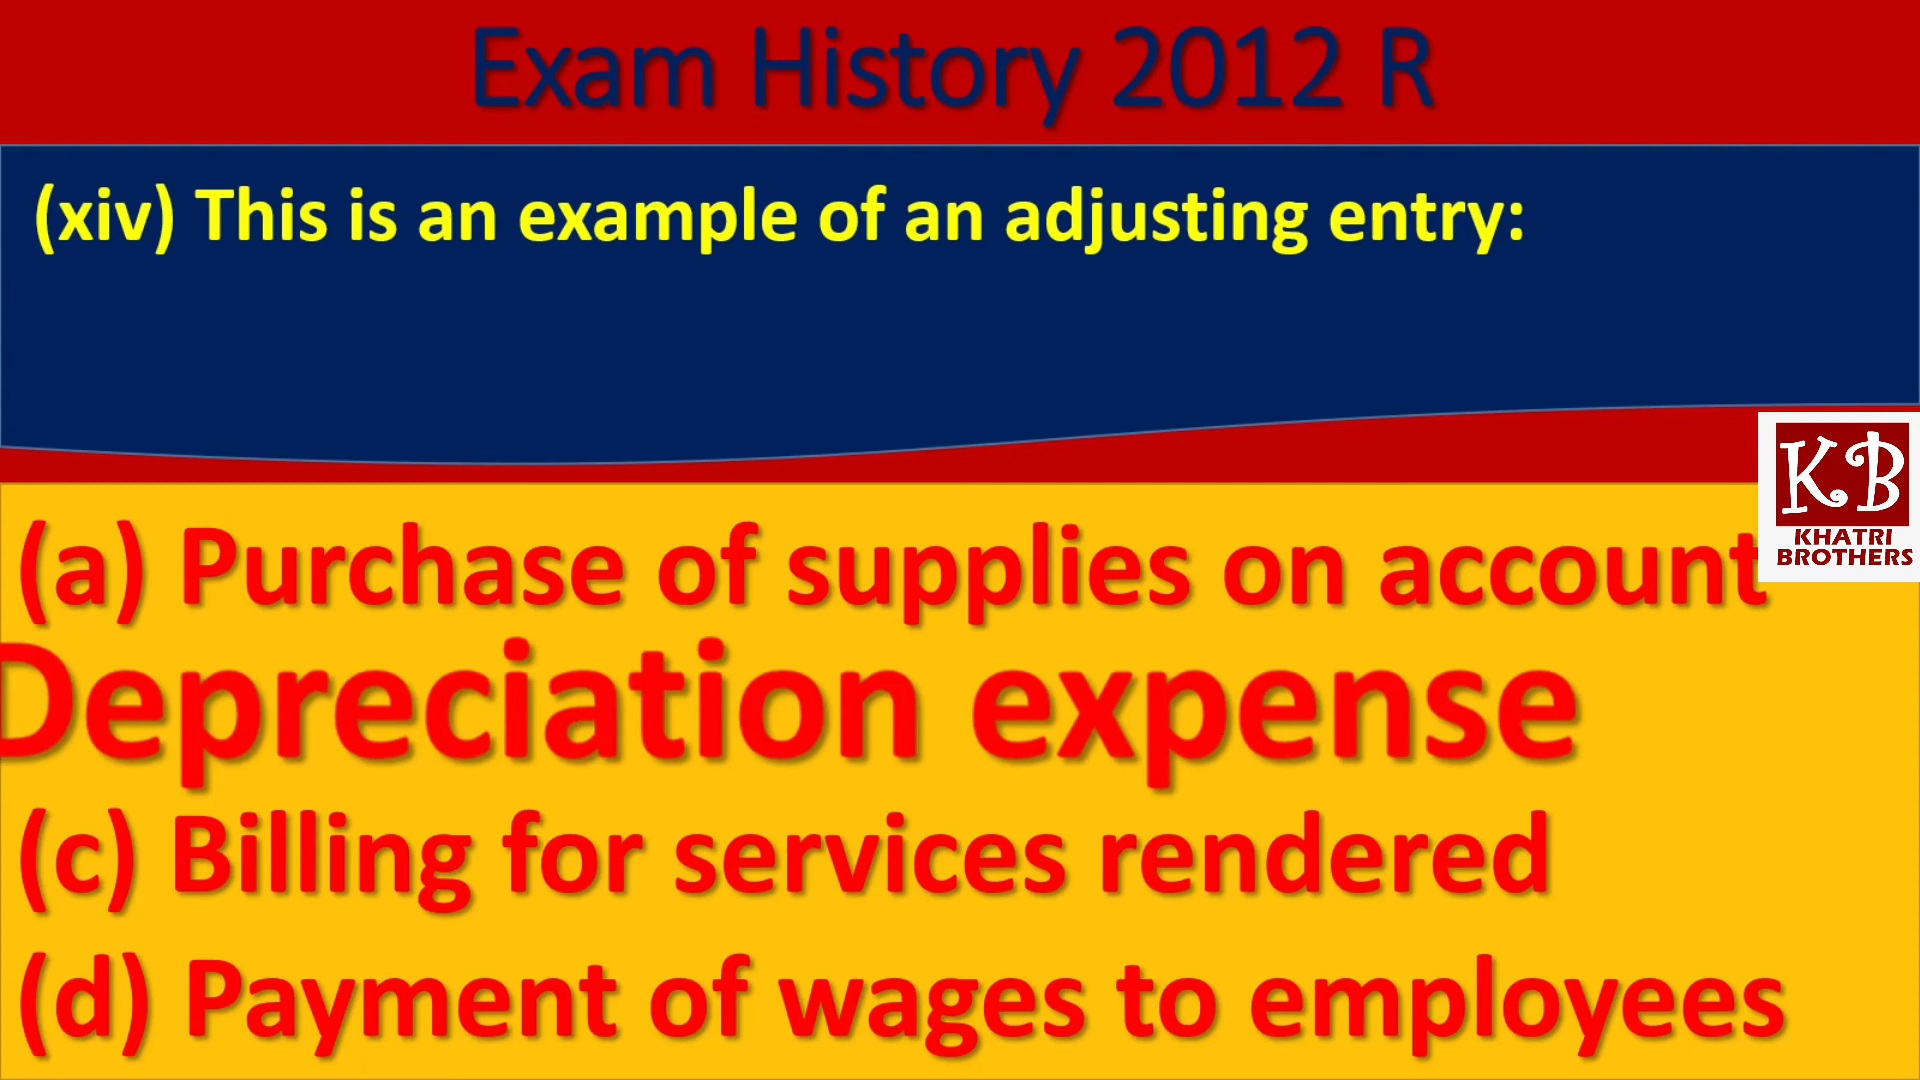 Exam History 2012 R
(xiv) This is an example of an adjusting entry:
KB
KHATRI
BROTHERS
(a) Purchase of supplies on account
Depreciation expense
(c) Billing for services rendered
(d) Payment of wages to employees